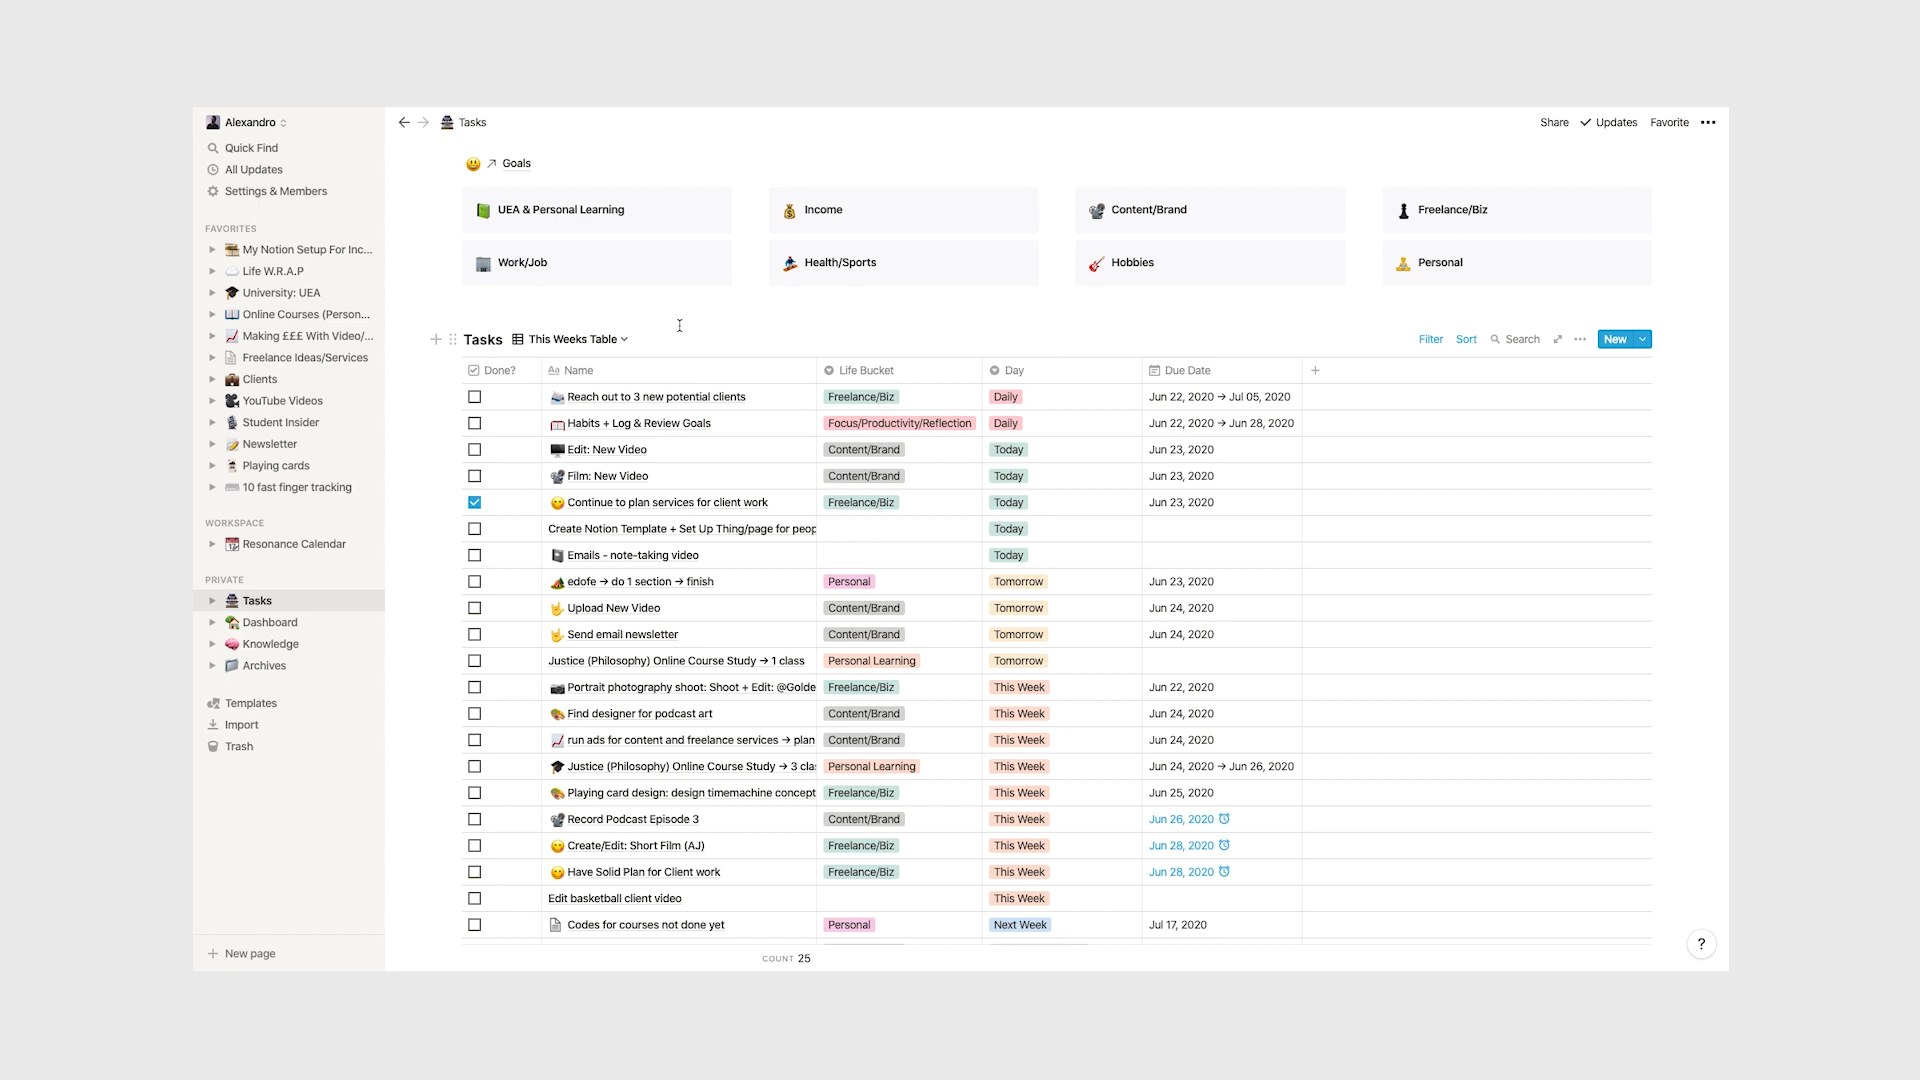 Alexandro
Quick Find
All Updates
Settings & Members
FAVORITES
My Notion Setup For Inc...
Life W.R.A.P
University: UEA
Online Courses (Person...
Making £££ With Video/...
Freelance Ideas/Services
Clients
YouTube Videos
Student Insider
Newsletter
Playing cards
10 fast finger tracking
WORKSPACE
Resonance Calendar
PRIVATE
Tasks
Dashboard
Knowledge
Archives
Templates
Import
Trash
New page
Tasks
Share Updates Favorite
Goals
UEA & Personal Learning Income Content/Brand Freelance/Biz
Work/Job Health/Sports Hobbies Personal
Tasks This Weeks Table Filter Sort Search New
Done? Name Life Bucket Day Due Date
Reach out to 3 new potential clients Freelance/Biz Daily Jun 22, 2020 → Jul 05, 2020
Habits + Log & Review Goals Focus/Productivity/Reflection Daily Jun 22, 2020 → Jun 28, 2020
Edit: New Video Content/Brand Today Jun 23, 2020
Film: New Video Content/Brand Today Jun 23, 2020
Continue to plan services for client work Freelance/Biz Today Jun 23, 2020
Create Notion Template + Set Up Thing/page for peop Today
Emails - note-taking video Today
edofe → do 1 section → finish Personal Tomorrow Jun 23, 2020
Upload New Video Content/Brand Tomorrow Jun 24, 2020
Send email newsletter Content/Brand Tomorrow Jun 24, 2020
Justice (Philosophy) Online Course Study → 1 class Personal Learning Tomorrow
Portrait photography shoot: Shoot + Edit: @Golde Freelance/Biz This Week Jun 22, 2020
Find designer for podcast art Content/Brand This Week Jun 24, 2020
run ads for content and freelance services → plan Content/Brand This Week Jun 24, 2020
Justice (Philosophy) Online Course Study → 3 clas Personal Learning This Week Jun 24, 2020 → Jun 26, 2020
Playing card design: design timemachine concept Freelance/Biz This Week Jun 25, 2020
Record Podcast Episode 3 Content/Brand This Week Jun 26, 2020
Create/Edit: Short Film (AJ) Freelance/Biz This Week Jun 28, 2020
Have Solid Plan for Client work Freelance/Biz This Week Jun 28, 2020
Edit basketball client video This Week
Codes for courses not done yet Personal Next Week Jul 17, 2020
COUNT 25
?